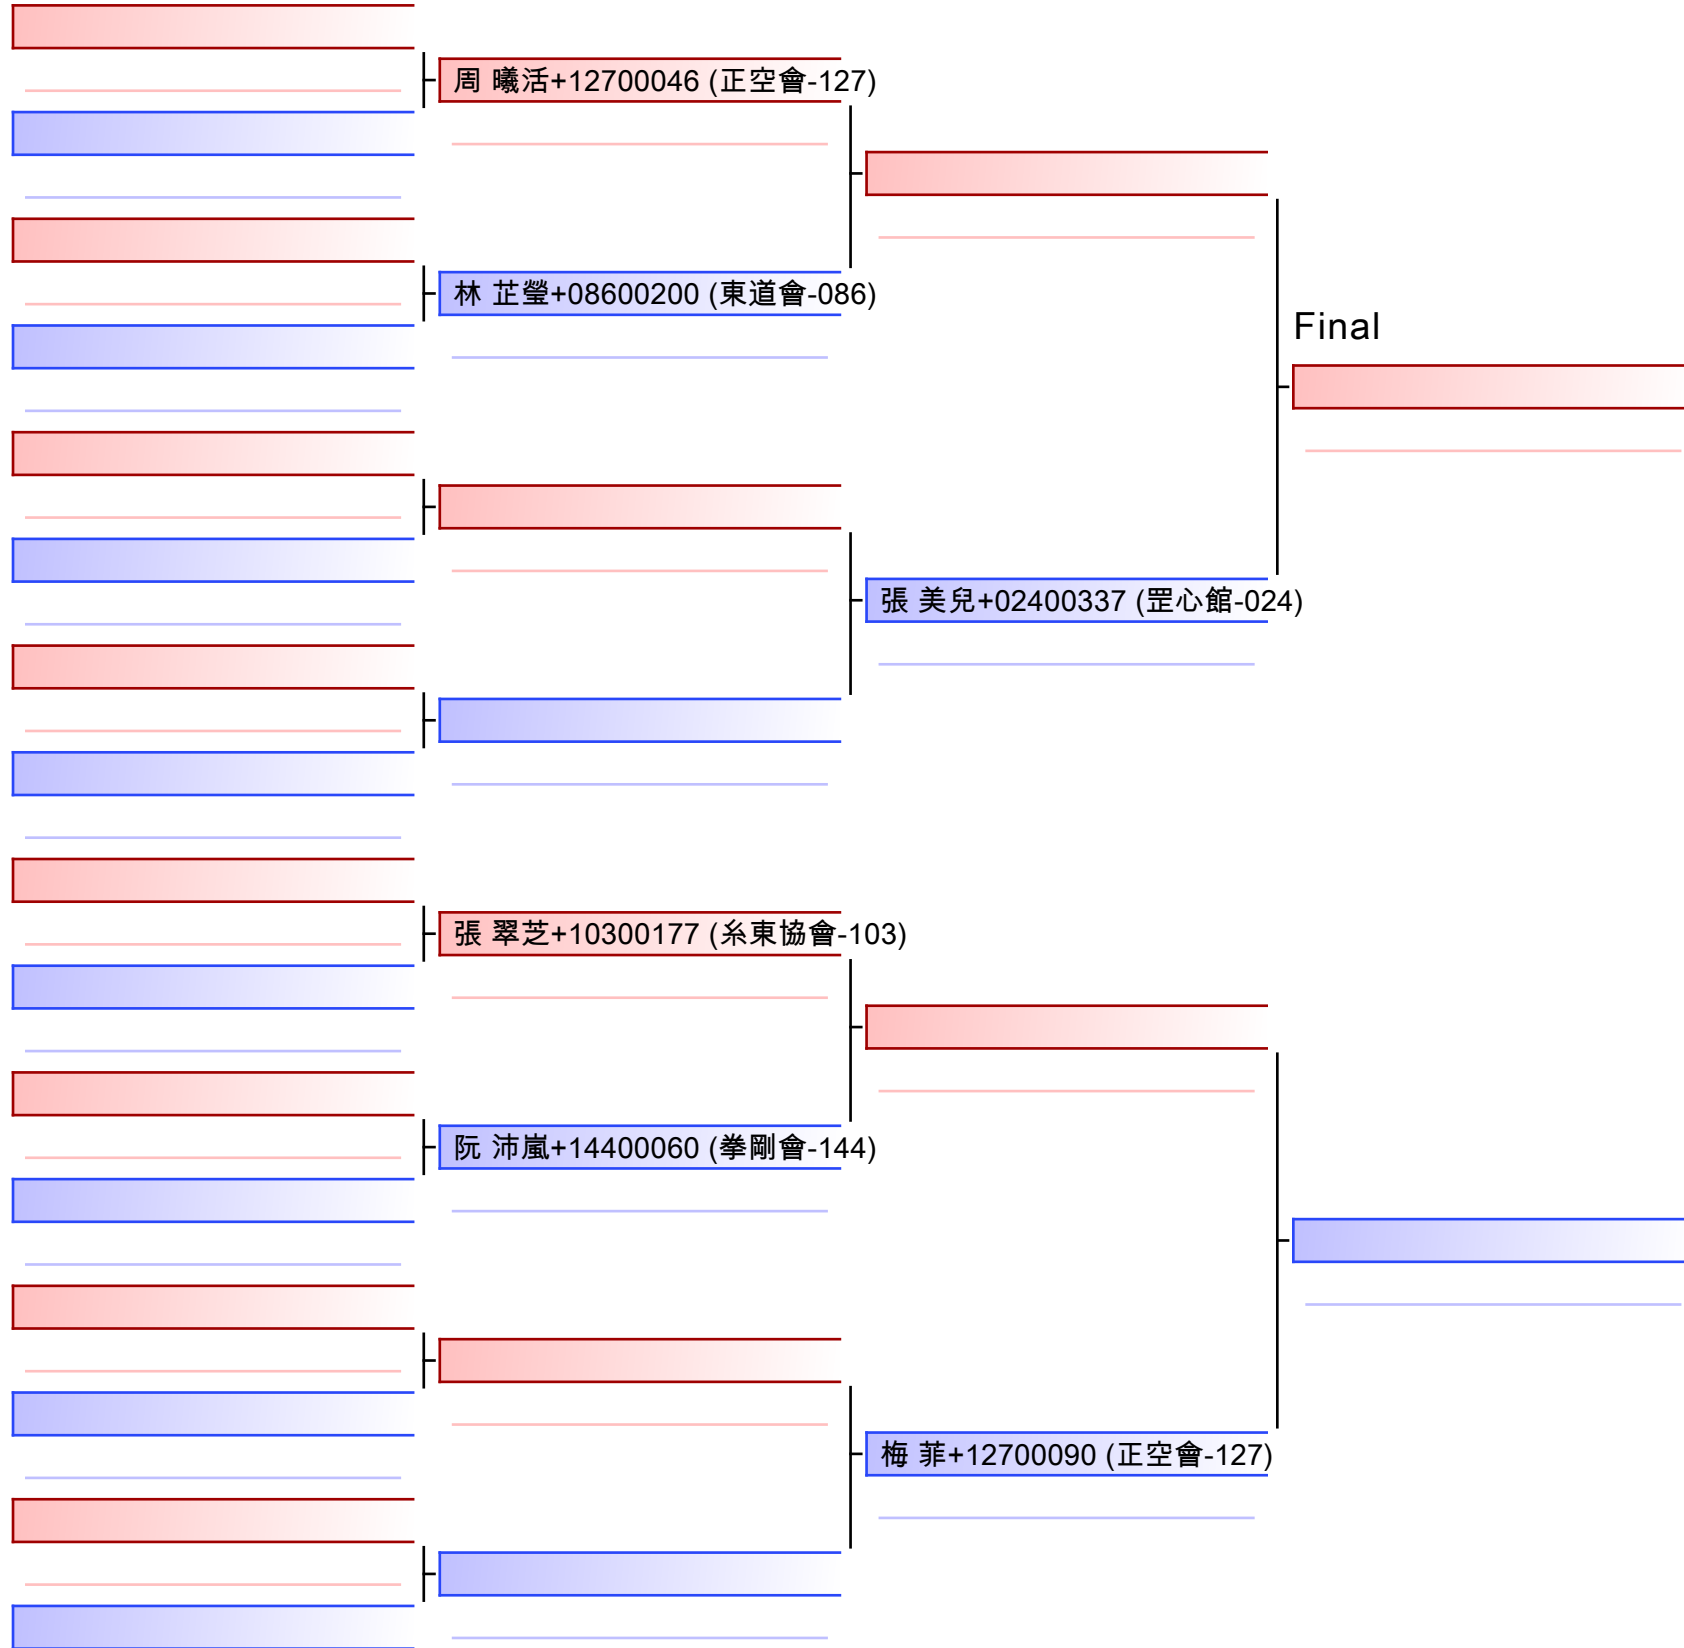 周 曦活+12700046 (正空會-127)
林 芷瑩+08600200 (東道會-086)
Final
張 美兒+02400337 (罡心館-024)
張 翠芝+10300177 (糸東協會-103)
阮 沛嵐+14400060 (拳剛會-144)
梅 菲+12700090 (正空會-127)